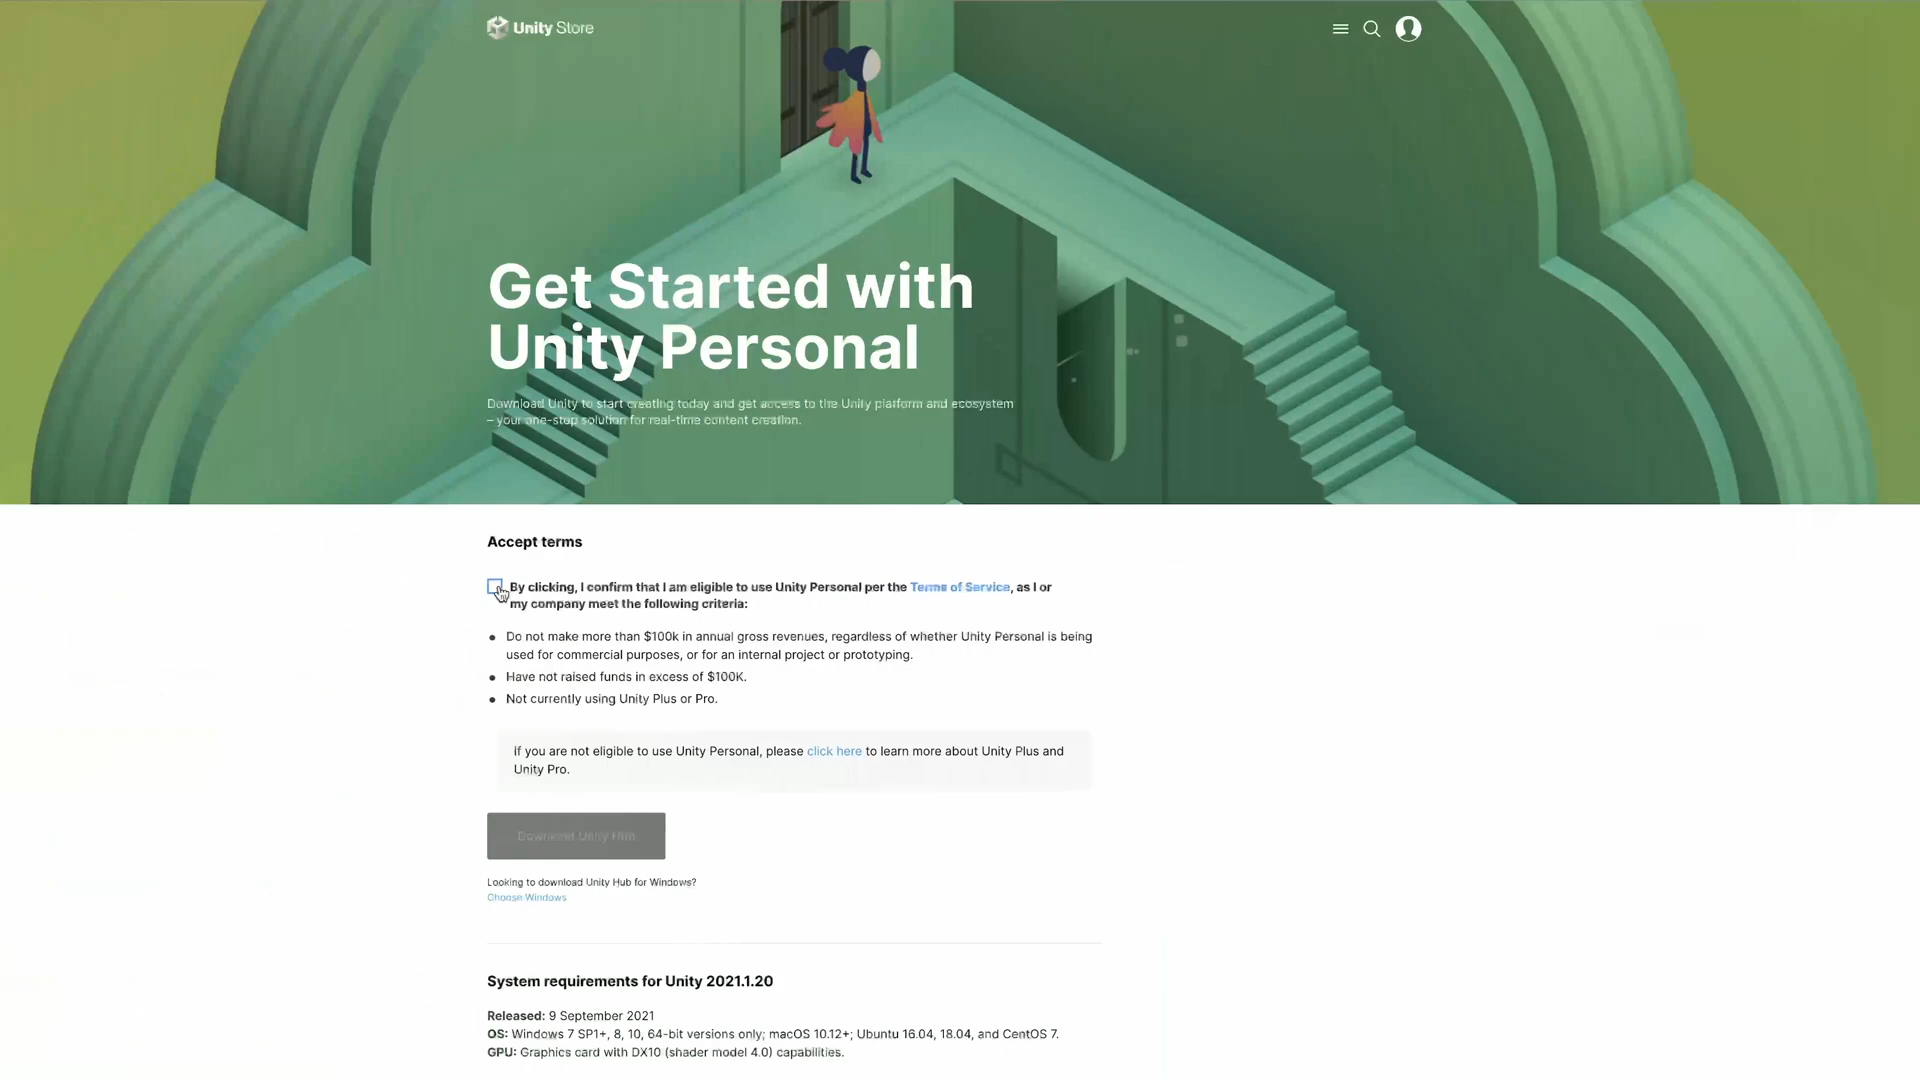 Unity Store
Get Started with
Unity Personal
Download Unity to start creating today and get access to the Unity platform and ecosystem
– your one-stop solution for real-time content creation.
Accept terms
By clicking, I confirm that I am eligible to use Unity Personal per the Terms of Service, as I or
my company meet the following criteria:
Do not make more than $100k in annual gross revenues, regardless of whether Unity Personal is being
used for commercial purposes, or for an internal project or prototyping.
Have not raised funds in excess of $100K.
Not currently using Unity Plus or Pro.
If you are not eligible to use Unity Personal, please click here to learn more about Unity Plus and
Unity Pro.
Download Unity Hub
Looking to download Unity Hub for Windows?
Choose Windows
System requirements for Unity 2021.1.20
Released: 9 September 2021
OS: Windows 7 SP1+, 8, 10, 64-bit versions only; macOS 10.12+; Ubuntu 16.04, 18.04, and CentOS 7.
GPU: Graphics card with DX10 (shader model 4.0) capabilities.